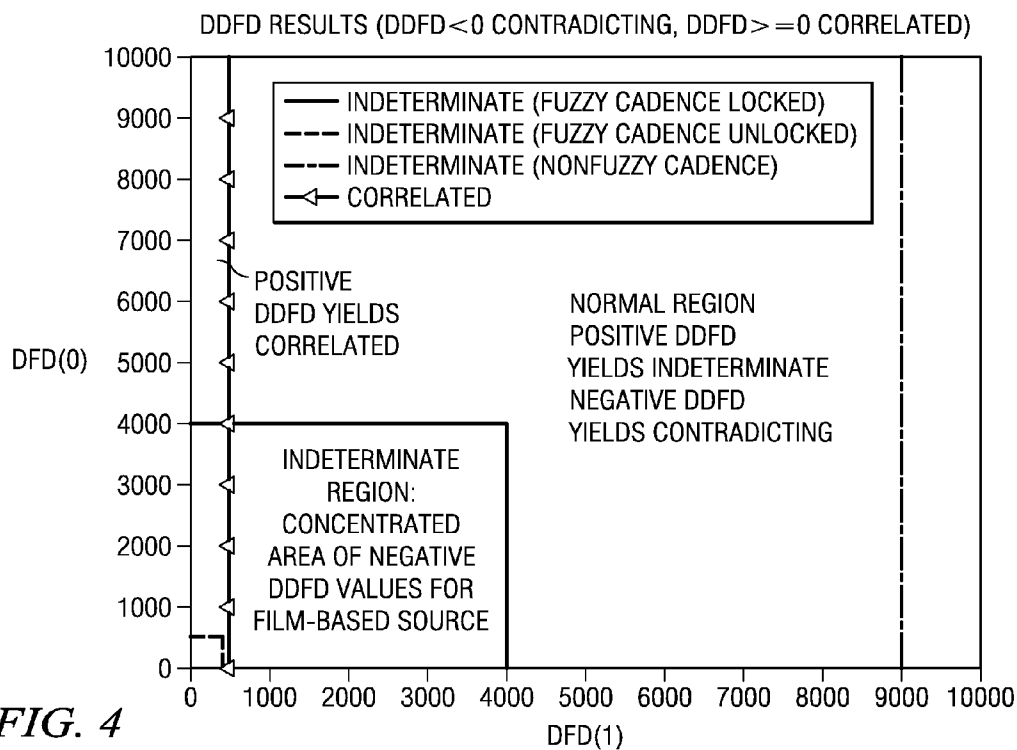 DDFD RESULTS (DDFD<0 CONTRADICTING, DDFD>=0 CORRELATED)
10000
9000
8000
7000
6000
5000
4000
3000
2000
1000
0
DFD(0)
INDETERMINATE (FUZZY CADENCE LOCKED)
INDETERMINATE (FUZZY CADENCE UNLOCKED)
INDETERMINATE (NONFUZZY CADENCE)
CORRELATED
POSITIVE
DDFD YIELDS
CORRELATED
NORMAL REGION
POSITIVE DDFD
YIELDS INDETERMINATE
NEGATIVE DDFD
YIELDS CONTRADICTING
INDETERMINATE
REGION:
CONCENTRATED
AREA OF NEGATIVE
DDFD VALUES FOR
FILM-BASED SOURCE
0 1000 2000 3000 4000 5000 6000 7000 8000 9000 10000
DFD(1)
FIG. 4